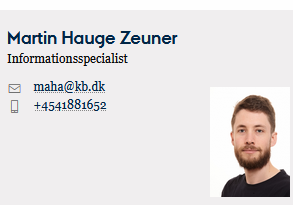 Martin Hauge Zeuner
Informationsspecialist
maha@kb.dk
+4541881652